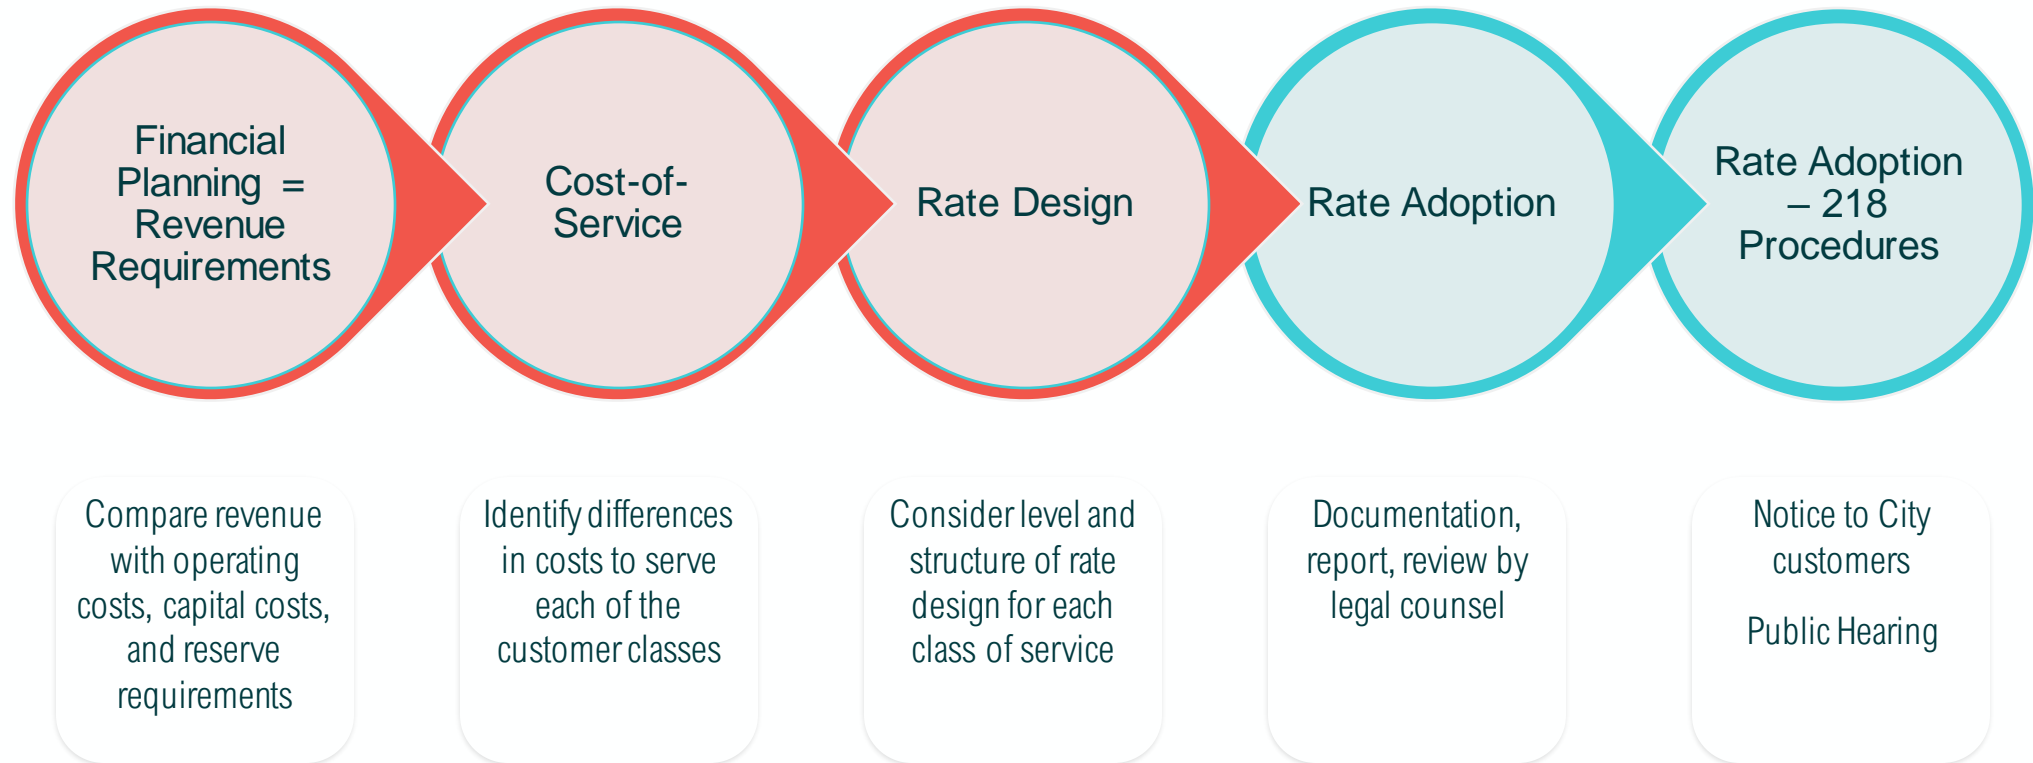 Financial
Planning = 
Revenue
Requirements
Cost-of-
Service
Rate Design
Rate Adoption
Rate Adoption
– 218
Procedures
Compare revenue
with operating
costs, capital costs,
and reserve
requirements
Identify differences
in costs to serve
each of the
customer classes
Consider level and
structure of rate
design for each
class of service
Documentation,
report, review by
legal counsel
Notice to City
customers
Public Hearing